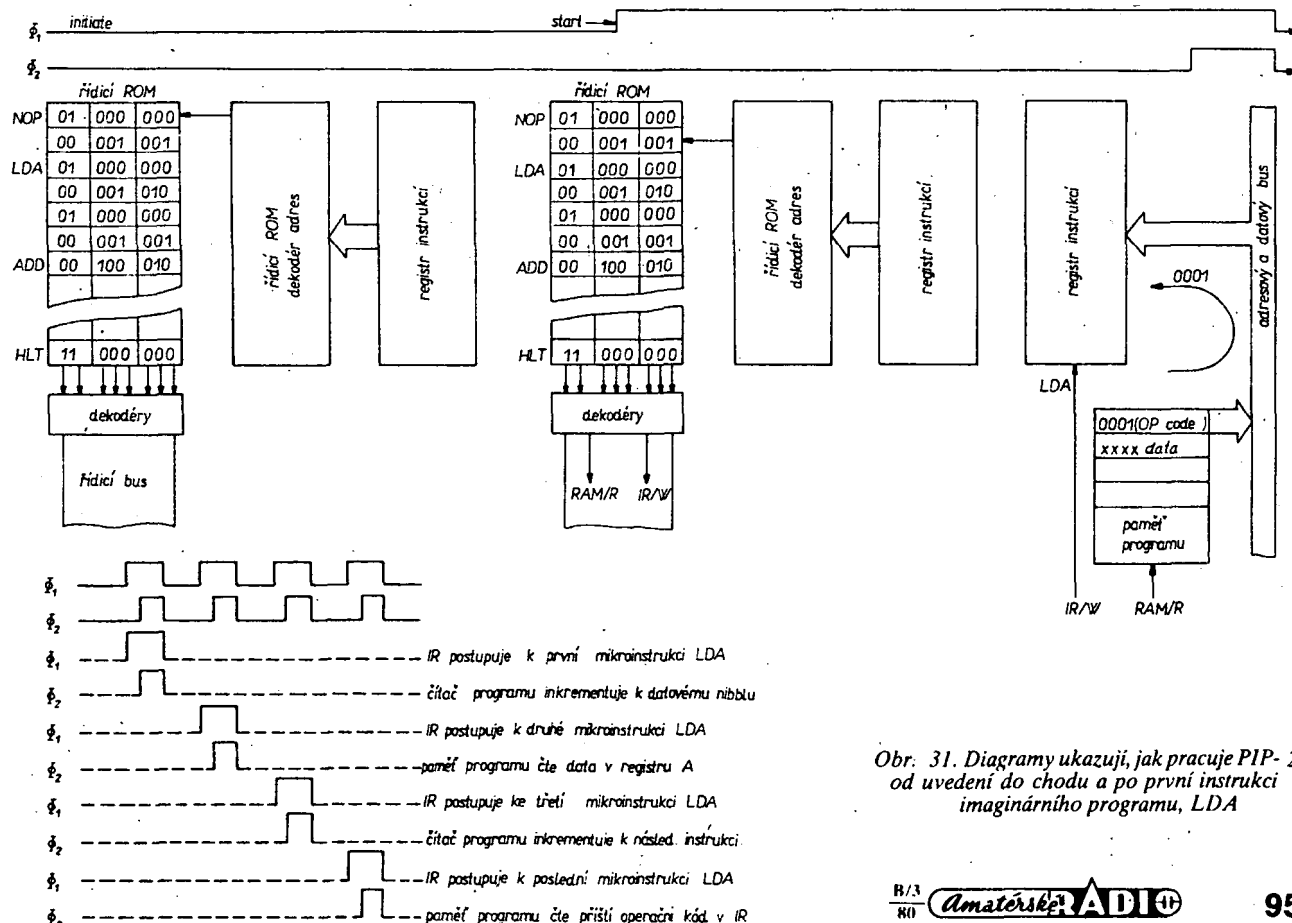 Φ₁ initiate start
Φ₂
řídicí ROM
NOP 01 000 000
00 001 001
LDA 01 000 000
00 001 010
01 000 000
00 001 001
ADD 00 100 010
HLT 11 000 000
dekodéry
řídicí bus
řídicí ROM
dekodér adres
registr instrukcí
řídicí ROM
NOP 01 000 000
00 001 001
LDA 01 000 000
00 001 010
01 000 000
00 001 001
ADD 00 100 010
HLT 11 000 000
dekodéry
RAM/R IR/W
řídicí ROM
dekodér adres
registr instrukcí
registr instrukcí
0001
adresový a datový bus
LDA
0001(OP code)
xxxx data
paměť
programu
IR/W RAM/R
Φ₁
Φ₂
Φ₁ IR postupuje k první mikroinstrukci LDA
Φ₂ čítač programu inkrementuje k datovému nibblu
Φ₁ IR postupuje k druhé mikroinstrukci LDA
Φ₂ paměť programu čte data v registru A
Φ₁ IR postupuje ke třetí mikroinstrukci LDA
Φ₂ čítač programu inkrementuje k násled. instrukci
Φ₁ IR postupuje k poslední mikroinstrukci LDA
Φ₂ paměť programu čte příští operační kód v IR
Obr. 31. Diagramy ukazují, jak pracuje PIP-2
od uvedení do chodu a po první instrukci
imaginárního programu, LDA
B/3
80 Amatérské RADIO 95